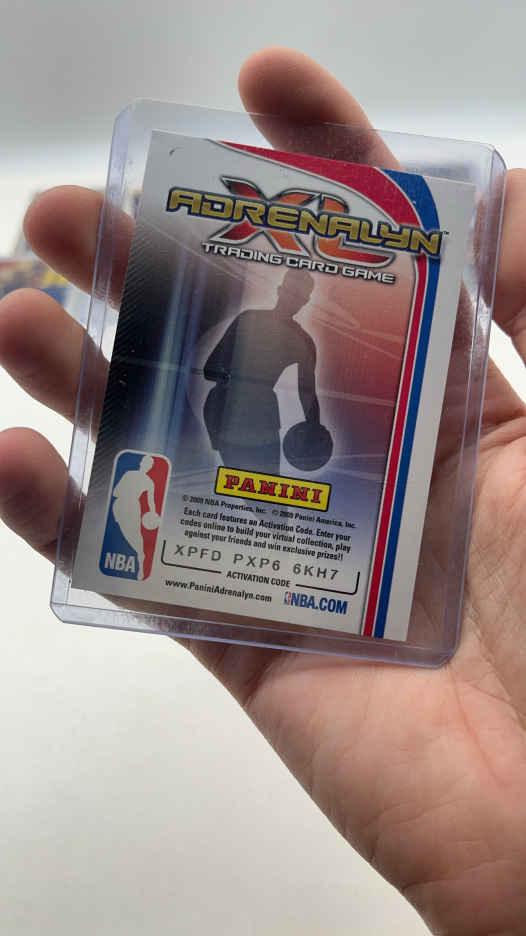 ADRENALYN™
XL
TRADING CARD GAME
PANINI
© 2009 NBA Properties, Inc. © 2009 Panini America, Inc.
Each card features an Activation Code. Enter your
codes online to build your virtual collection, play
against your friends and win exclusive prizes!!
XPFD PXP6 6KH7
ACTIVATION CODE
NBA
www.PaniniAdrenalyn.com NBA.COM